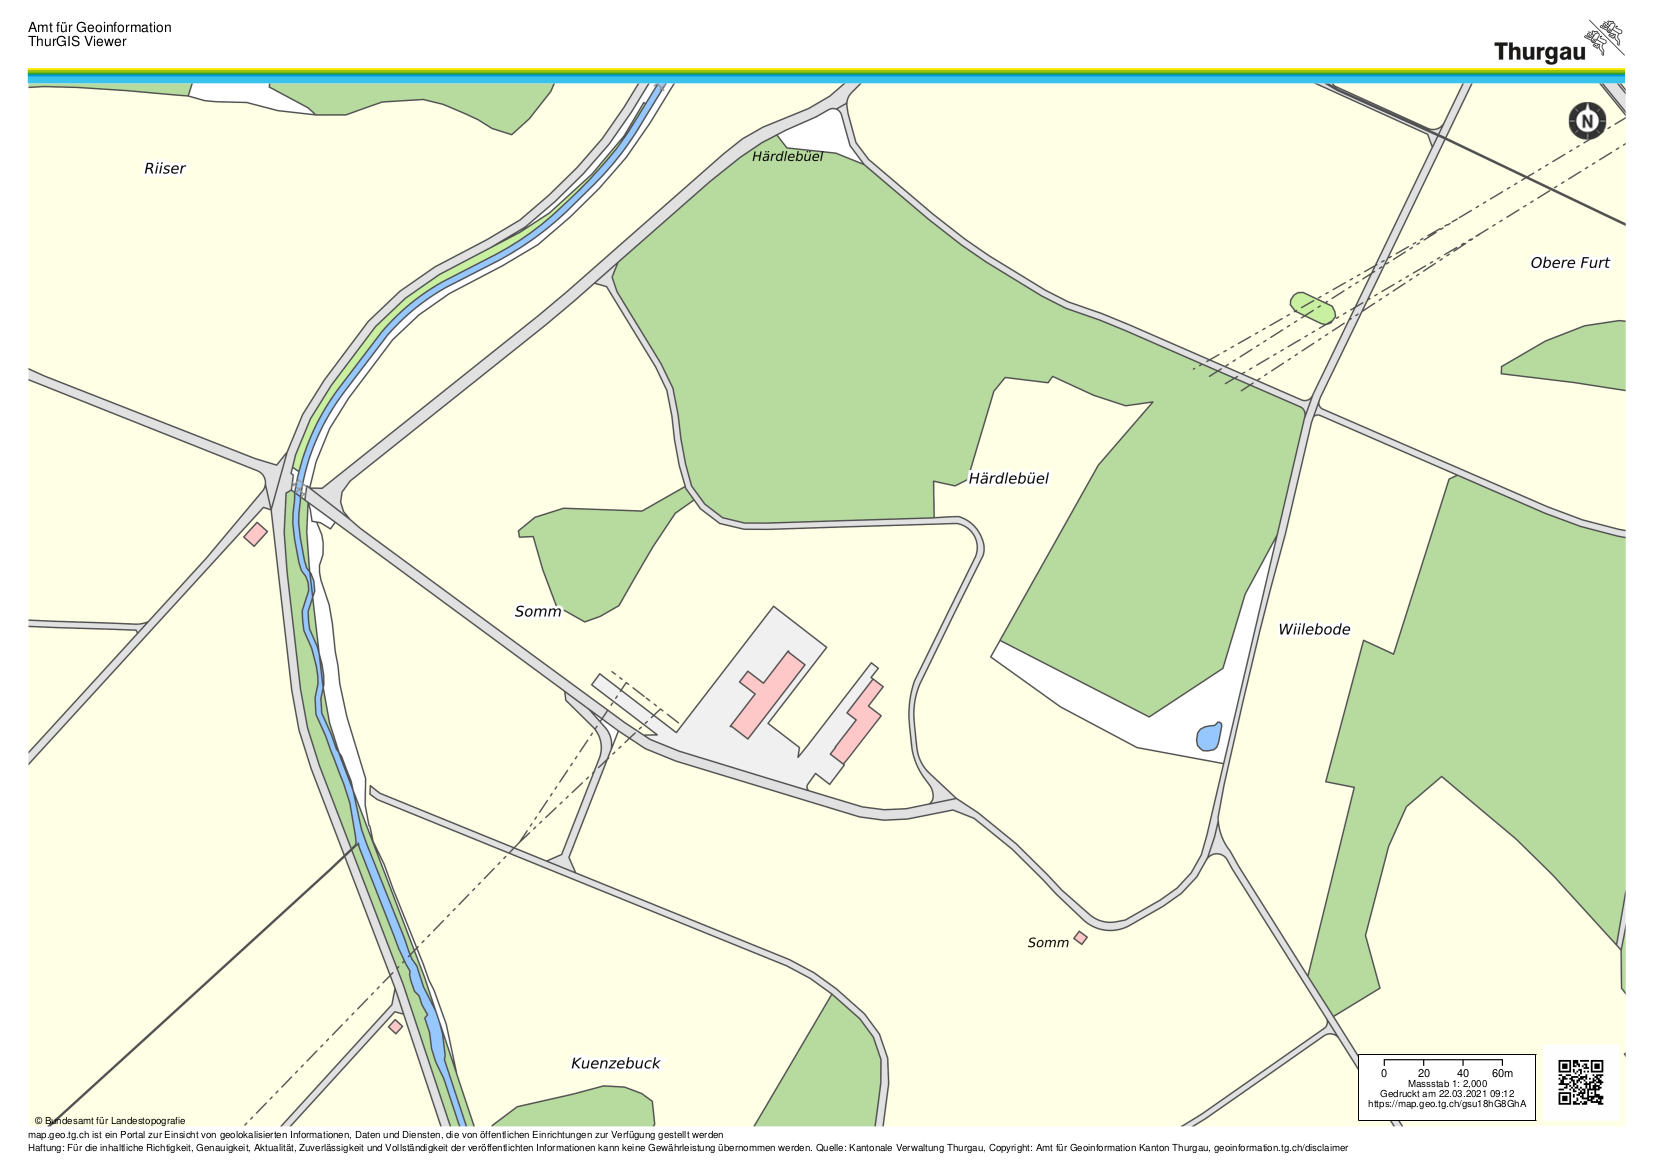 Amt für Geoinformation
ThurGIS Viewer
Thurgau
N
Härdlebüel
Riiser
Obere Furt
Härdlebüel
Somm
Wiilebode
Somm
Kuenzebuck
0 20 40 60m
Massstab 1: 2,000
Gedruckt am 22.03.2021 09:12
https://map.geo.tg.ch/gsu18hG8GhA
© Bundesamt für Landestopografie
map.geo.tg.ch ist ein Portal zur Einsicht von geolokalisierten Informationen, Daten und Diensten, die von öffentlichen Einrichtungen zur Verfügung gestellt werden
Haftung: Für die inhaltliche Richtigkeit, Genauigkeit, Aktualität, Zuverlässigkeit und Vollständigkeit der veröffentlichten Informationen kann keine Gewährleistung übernommen werden. Quelle: Kantonale Verwaltung Thurgau, Copyright: Amt für Geoinformation Kanton Thurgau, geoinformation.tg.ch/disclaimer